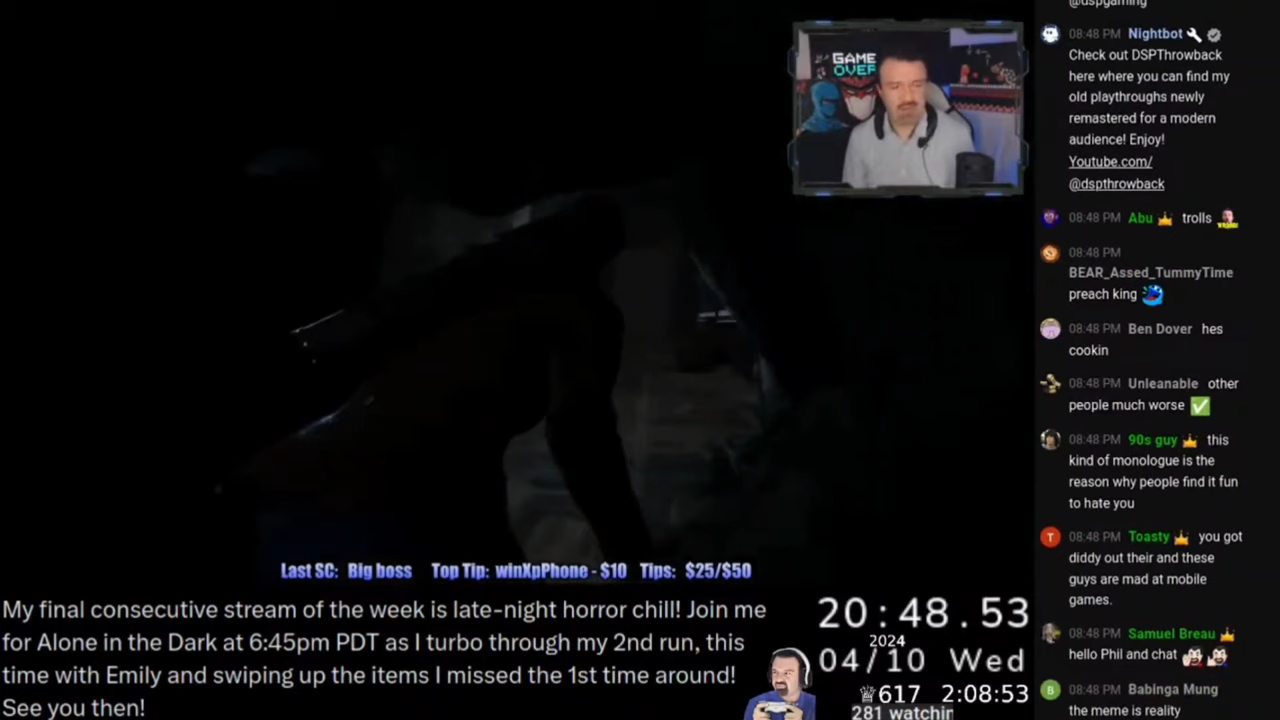 @dspgaming
08:48 PM Nightbot
Check out DSPThrowback
here where you can find my
old playthroughs newly
remastered for a modern
audience! Enjoy!
Youtube.com/
@dspthrowback
08:48 PM Abu trolls
08:48 PM
BEAR_Assed_TummyTime
preach king
08:48 PM Ben Dover hes
cookin
08:48 PM Unleanable other
people much worse
08:48 PM 90s guy this
kind of monologue is the
reason why people find it fun
to hate you
08:48 PM Toasty you got
diddy out their and these
guys are mad at mobile
games.
08:48 PM Samuel Breau
hello Phil and chat
08:48 PM Babinga Mung
the meme is reality
GAME
OVER
Last SC: Big boss Top Tip: winXpPhone - $10 Tips: $25/$50
My final consecutive stream of the week is late-night horror chill! Join me
for Alone in the Dark at 6:45pm PDT as I turbo through my 2nd run, this
time with Emily and swiping up the items I missed the 1st time around!
See you then!
20:48.53
2024
04/10 Wed
♕617 2:08:53
281 watchin